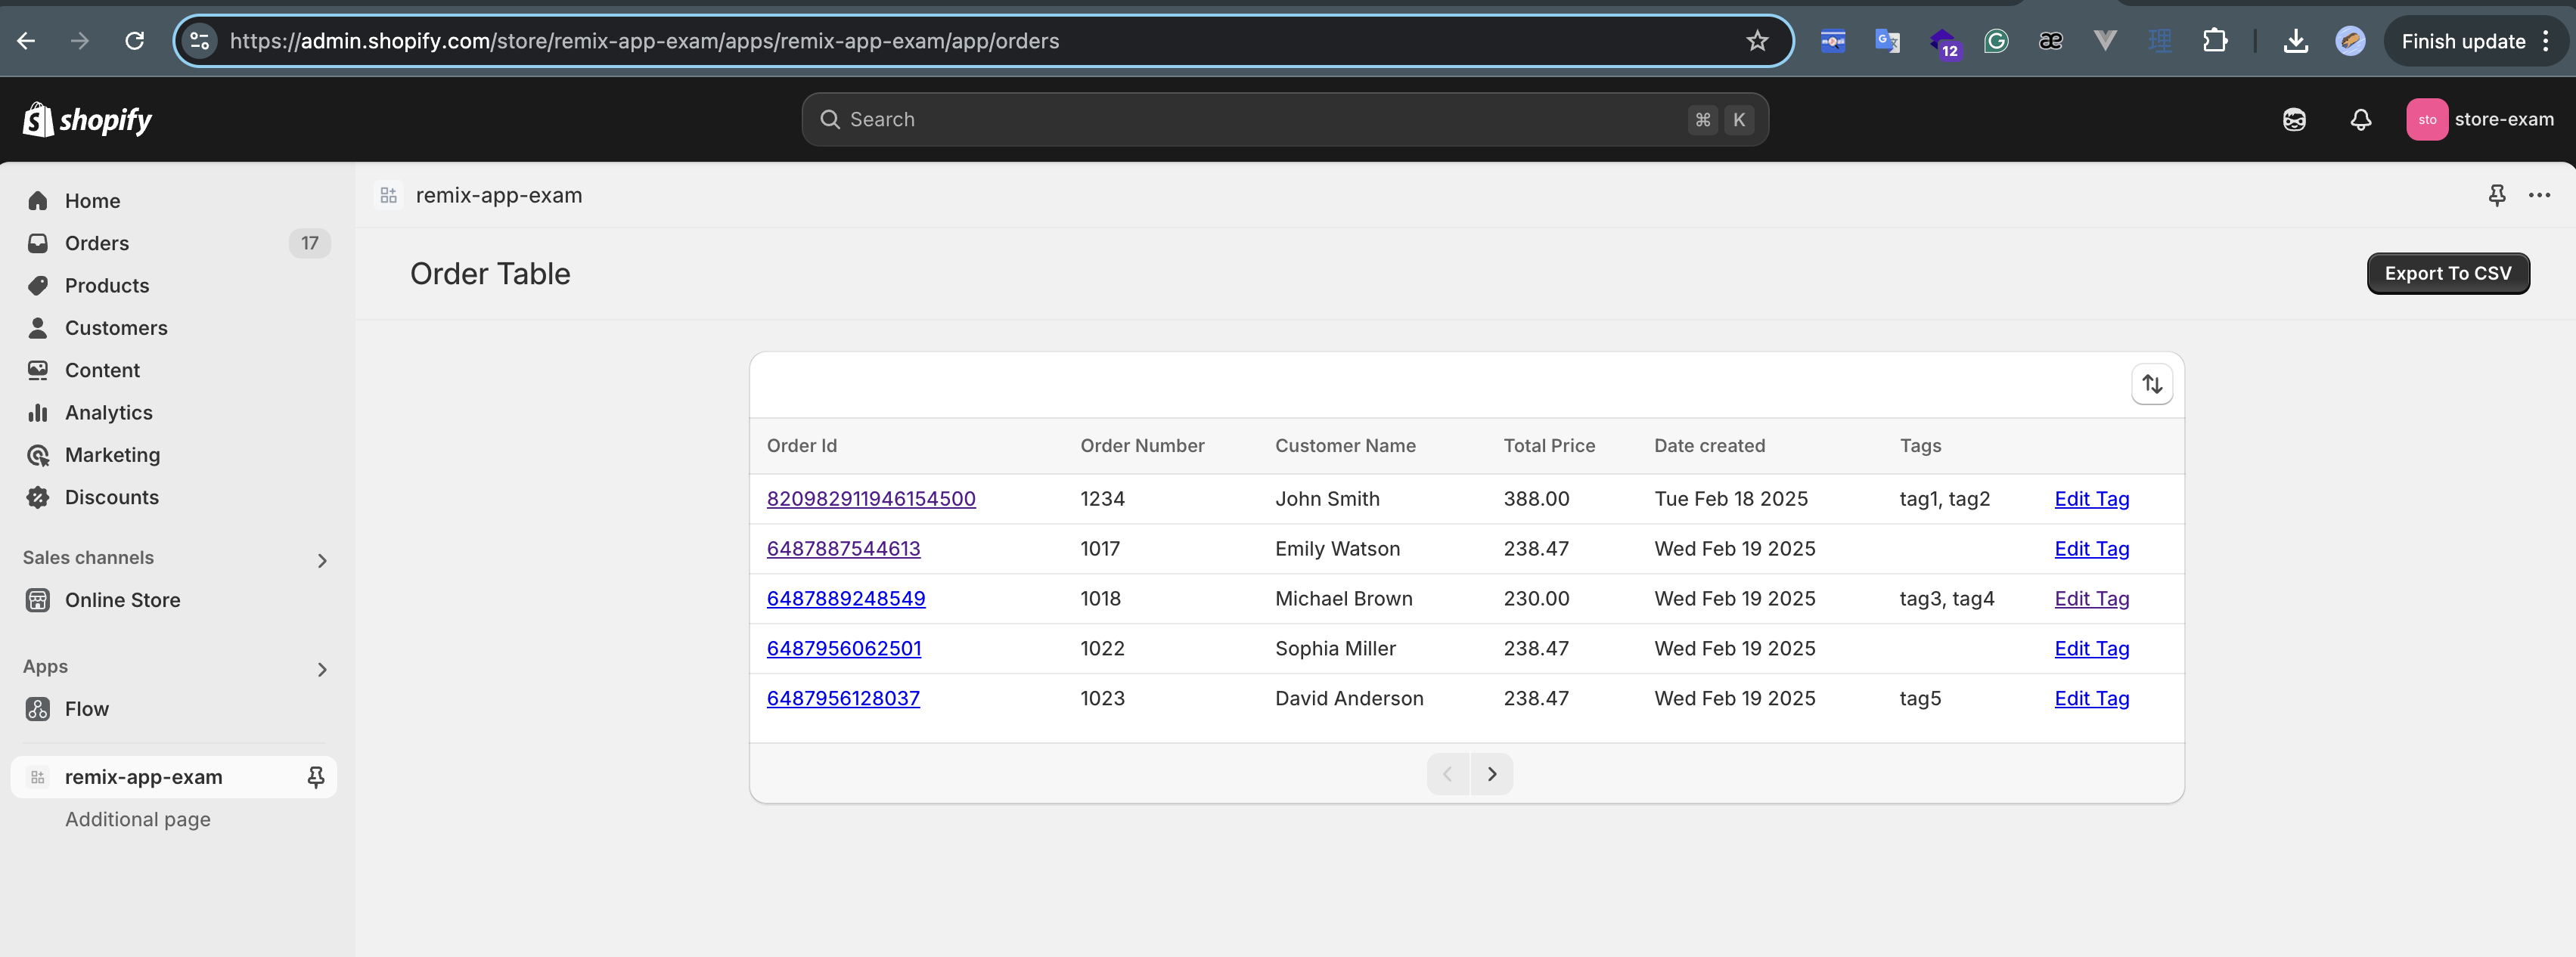 https://admin.shopify.com/store/remix-app-exam/apps/remix-app-exam/app/orders
12
Finish update
shopify
Search
⌘ K
sto
store-exam
Home
Orders 17
Products
Customers
Content
Analytics
Marketing
Discounts
Sales channels
Online Store
Apps
Flow
remix-app-exam
Additional page
remix-app-exam
Order Table
Export To CSV
Order Id Order Number Customer Name Total Price Date created Tags
820982911946154500 1234 John Smith 388.00 Tue Feb 18 2025 tag1, tag2 Edit Tag
6487887544613 1017 Emily Watson 238.47 Wed Feb 19 2025 Edit Tag
6487889248549 1018 Michael Brown 230.00 Wed Feb 19 2025 tag3, tag4 Edit Tag
6487956062501 1022 Sophia Miller 238.47 Wed Feb 19 2025 Edit Tag
6487956128037 1023 David Anderson 238.47 Wed Feb 19 2025 tag5 Edit Tag